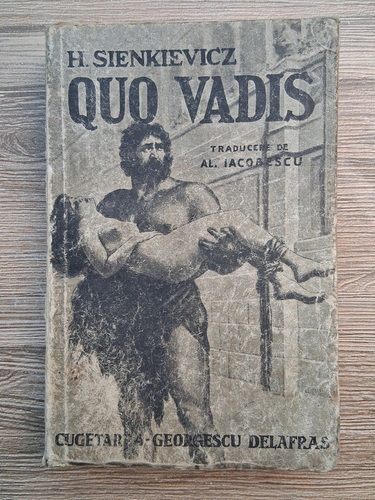 H. SIENKIEVICZ
QUO VADIS
TRADUCERE DE
AL. IACOBESCU
CUGETAREA-GEORGESCU DELAFRAS